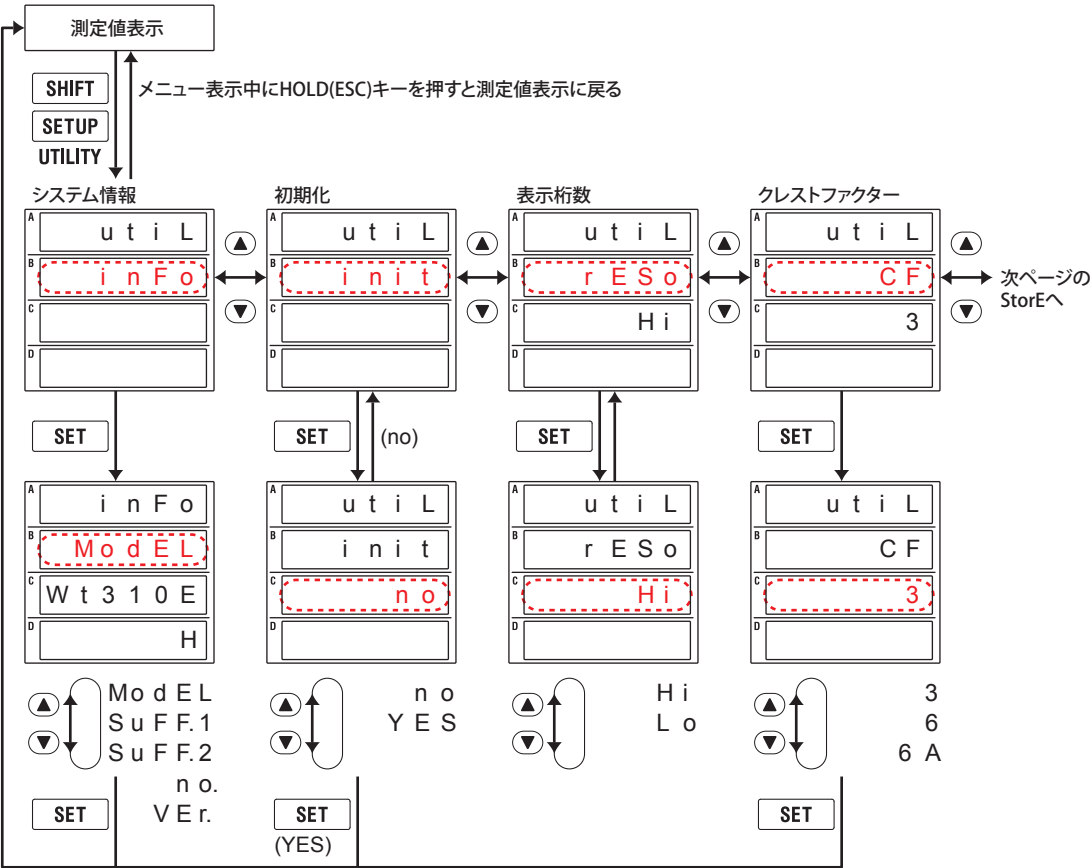 測定値表示
SHIFT
メニュー表示中にHOLD(ESC)キーを押すと測定値表示に戻る
SETUP
UTILITY
システム情報
初期化
表示桁数
クレストファクター
A utiL
B inFo
C
D
A utiL
B init
C
D
A utiL
B rESo
C Hi
D
A utiL
B CF
C 3
D
次ページの
StorEへ
SET
SET
(no)
SET
SET
A inFo
B ModEL
C Wt310E
D H
A utiL
B init
C no
D
A utiL
B rESo
C Hi
D
A utiL
B CF
C 3
D
ModEL
SuFF.1
SuFF.2
no.
VEr.
no
YES
Hi
Lo
3
6
6A
SET
SET
(YES)
SET